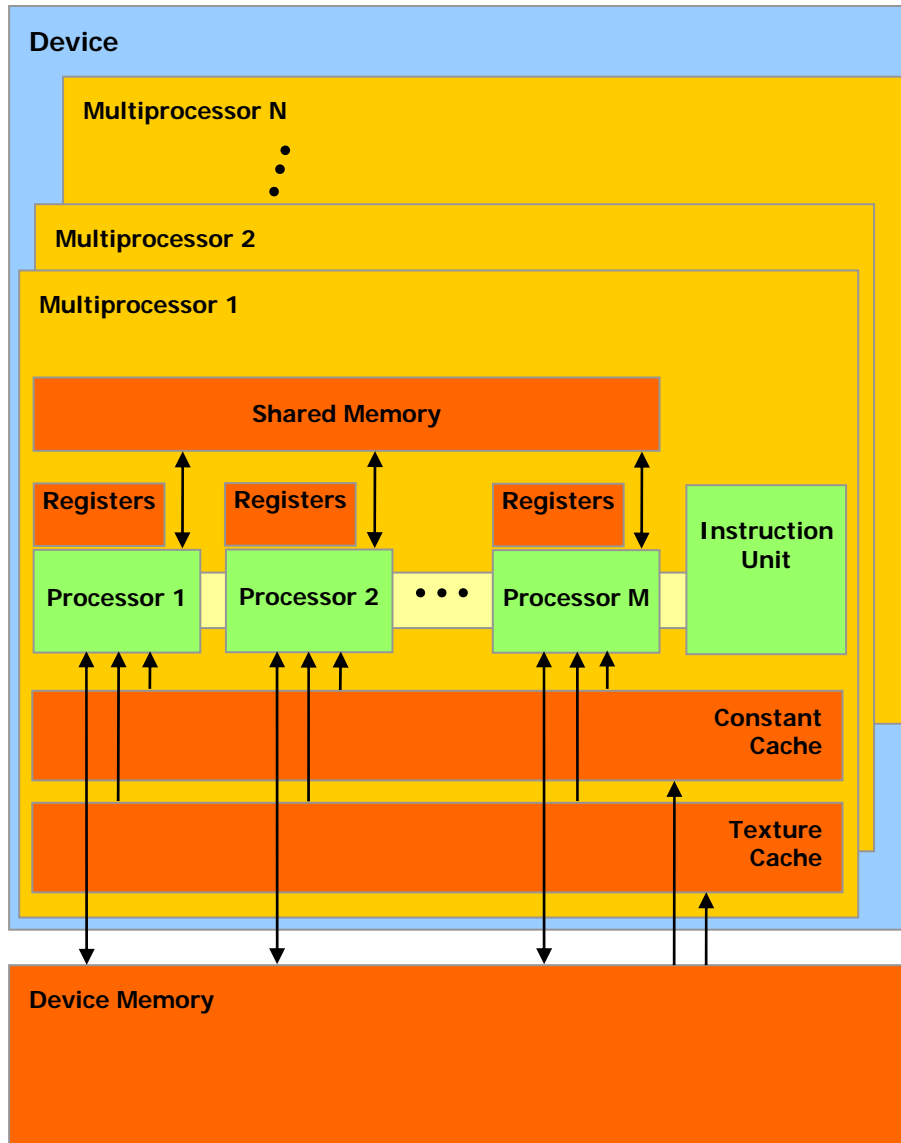 Device
Multiprocessor N
Multiprocessor 2
Multiprocessor 1
Shared Memory
Registers
Registers
Registers
Instruction
Unit
Processor 1
Processor 2
Processor M
Constant
Cache
Texture
Cache
Device Memory